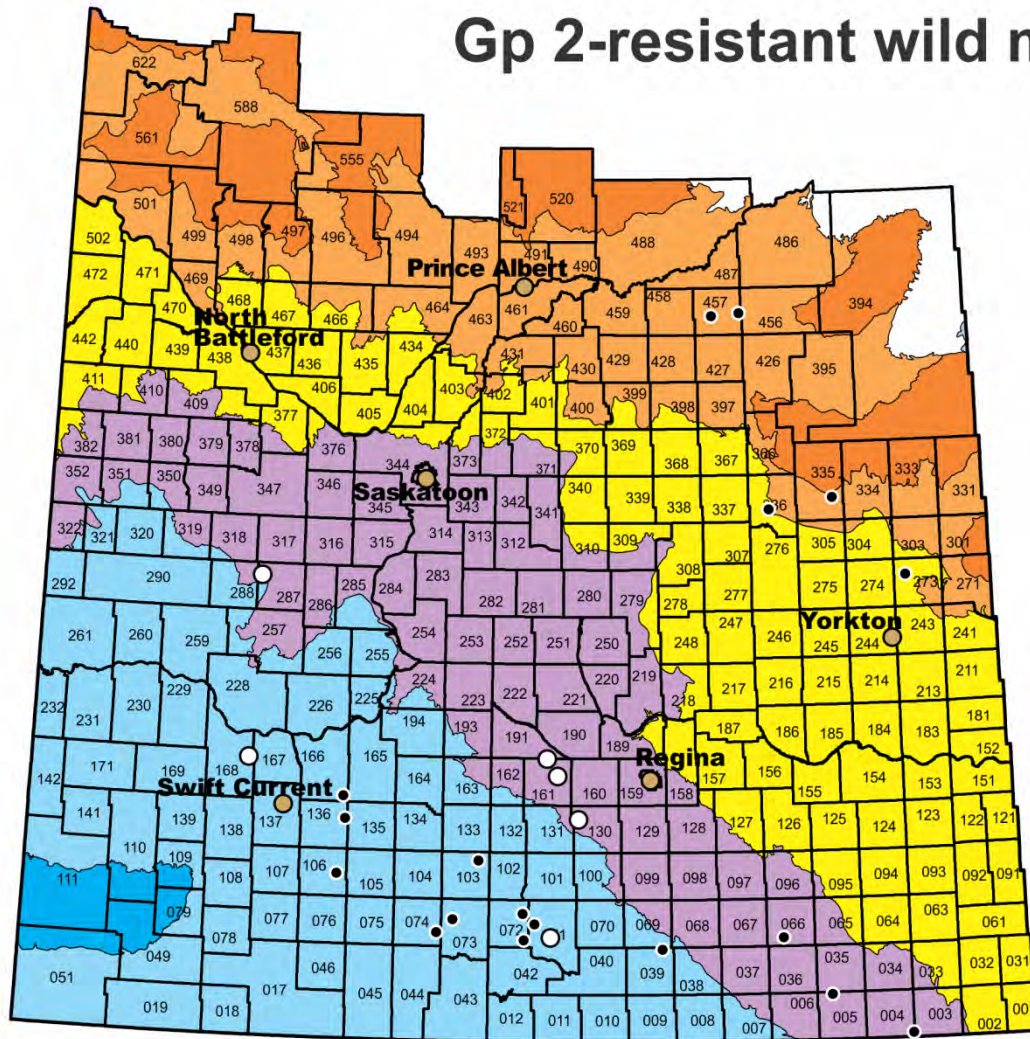 Gp 2-resistant wild m
622
588
561
555
501
521 520
499 498 497 496 494 493 491 490 488 486
502
Prince Albert
487
394
472 471
469 468
464 463 461 458 457 456
470 467 466 460 459
North
Battleford
442 440 439 438 437 436 435 434 431 430 429 428 427 426 395
411 410 409 406 403 402 401 400 399 398 397
377 405 404
382 381 380 379 378 376 344 373 372 371 370 369 368 367 366 335 333 331
352 351 350 349 347 346 Saskatoon 343 342 341 340 339 338 337 334
345
322 321 320 319 318 317 316 315 314 313 312 310 309 307 276 305 304 303 301
292 290 288 287 286 285 284 283 282 281 280 279 308 278 277 275 274 273 271
261 260 259 257 256 255 254 253 252 251 250 248 247 246 245 Yorkton 244 243 241
232 231 230 229 228 226 225 224 223 222 221 220 219 218 217 216 215 214 213 211
194 193 191 190 189 187 186 185 184 183 181
142 171 169 168 167 166 165 164 163 162 161 160 Regina 159 158 157 156 155 154 153 152 151
Swift Current
141 139 138 137 136 135 134 133 132 131 130 129 128 127 126 125 124 123 122 121
110 109 108 107 106 105 104 103 102 101 100 099 098 097 096 095 094 093 092 091
111 079 078 077 076 075 074 073 072 1 070 069 068 067 066 065 064 063 061
051 049 046 045 044 043 042 040 039 038 037 036 035 034 033 032 031
019 018 017 012 011 010 009 008 007 006 005 004 003 002 00